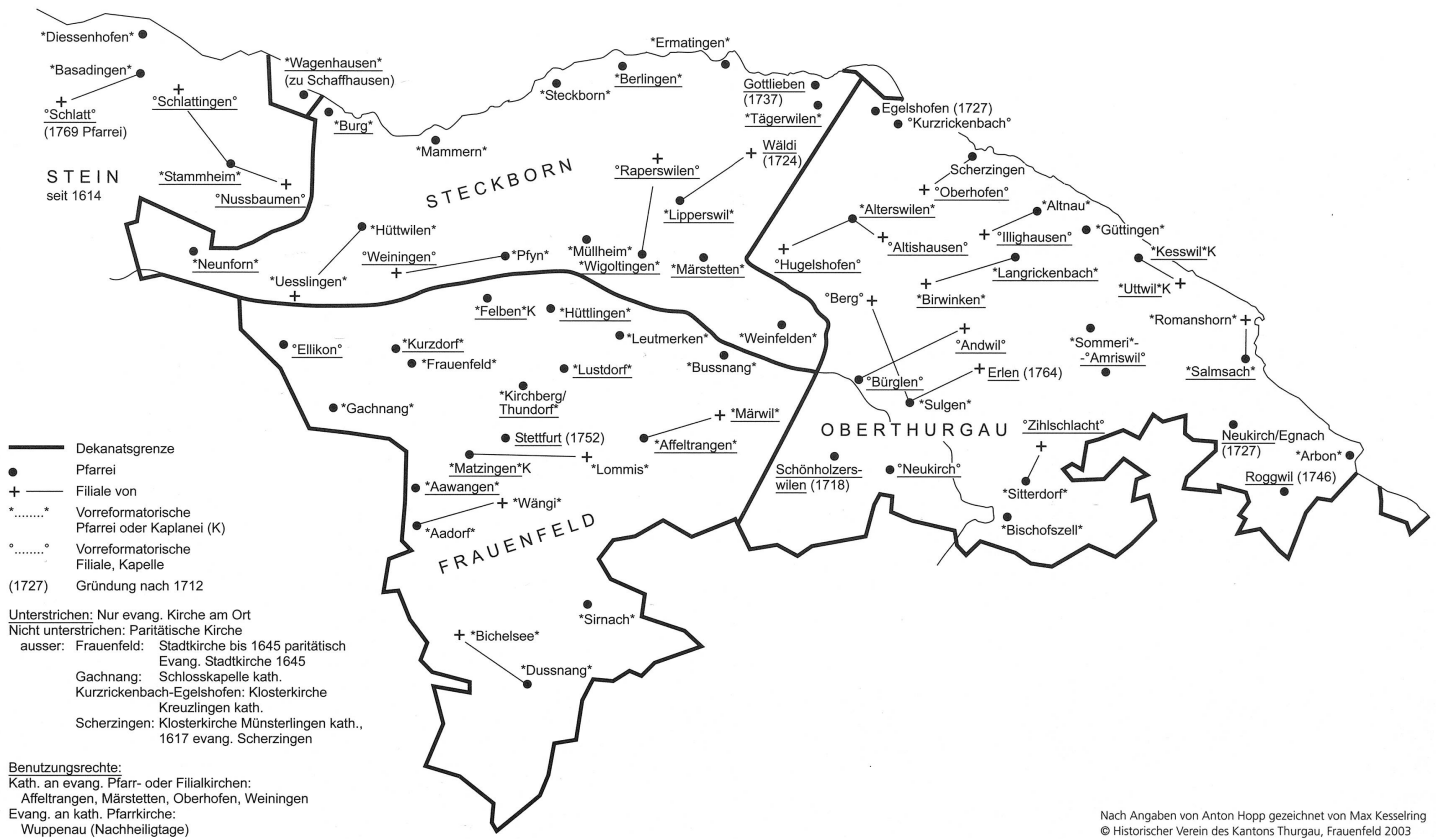 *Diessenhofen*
*Basadingen*
°Schlatt°
(1769 Pfarrei)
°Schlattingen°
STEIN
seit 1614
*Stammheim*
°Nussbaumen°
*Neunforn*
*Wagenhausen*
(zu Schaffhausen)
*Burg*
*Mammern*
*Steckborn*
*Berlingen*
*Ermatingen*
Gottlieben
(1737)
*Tägerwilen*
STECKBORN
°Raperswilen°
Wäldi
(1724)
*Lipperswil*
*Hüttwilen*
*Uesslingen*
°Weiningen°
*Pfyn*
*Müllheim*
*Wigoltingen*
*Märstetten*
*Weinfelden*
Egelshofen (1727)
°Kurzrickenbach°
Scherzingen
°Oberhofen°
*Alterswilen*
°Altishausen°
°Hugelshofen°
*Altnau*
°Illighausen°
*Güttingen*
*Langrickenbach*
*Birwinken*
*Kesswil*K
*Uttwil*K
*Romanshorn*
*Salmsach*
°Berg°
°Andwil°
°Bürglen°
Erlen (1764)
*Sulgen*
*Sommeri*-
-°Amriswil°
OBERTHURGAU
°Zihlschlacht°
*Sitterdorf*
*Bischofszell*
Schönholzers-
wilen (1718)
°Neukirch°
Neukirch/Egnach
(1727)
*Arbon*
Roggwil (1746)
*Felben*K
*Hüttlingen*
*Leutmerken*
*Bussnang*
°Ellikon°
*Kurzdorf*
*Frauenfeld*
*Lustdorf*
*Kirchberg/
Thundorf*
*Gachnang*
Stettfurt (1752)
*Märwil*
*Affeltrangen*
*Matzingen*K
*Lommis*
*Aawangen*
*Wängi*
*Aadorf*
FRAUENFELD
*Sirnach*
*Bichelsee*
*Dussnang*
Dekanatsgrenze
Pfarrei
Filiale von
*........* Vorreformatorische
Pfarrei oder Kaplanei (K)
°........° Vorreformatorische
Filiale, Kapelle
(1727) Gründung nach 1712
Unterstrichen: Nur evang. Kirche am Ort
Nicht unterstrichen: Paritätische Kirche
ausser: Frauenfeld: Stadtkirche bis 1645 paritätisch
Evang. Stadtkirche 1645
Gachnang: Schlosskapelle kath.
Kurzrickenbach-Egelshofen: Klosterkirche
Kreuzlingen kath.
Scherzingen: Klosterkirche Münsterlingen kath.,
1617 evang. Scherzingen
Benutzungsrechte:
Kath. an evang. Pfarr- oder Filialkirchen:
Affeltrangen, Märstetten, Oberhofen, Weiningen
Evang. an kath. Pfarrkirche:
Wuppenau (Nachheiligtage)
Nach Angaben von Anton Hopp gezeichnet von Max Kesselring
© Historischer Verein des Kantons Thurgau, Frauenfeld 2003